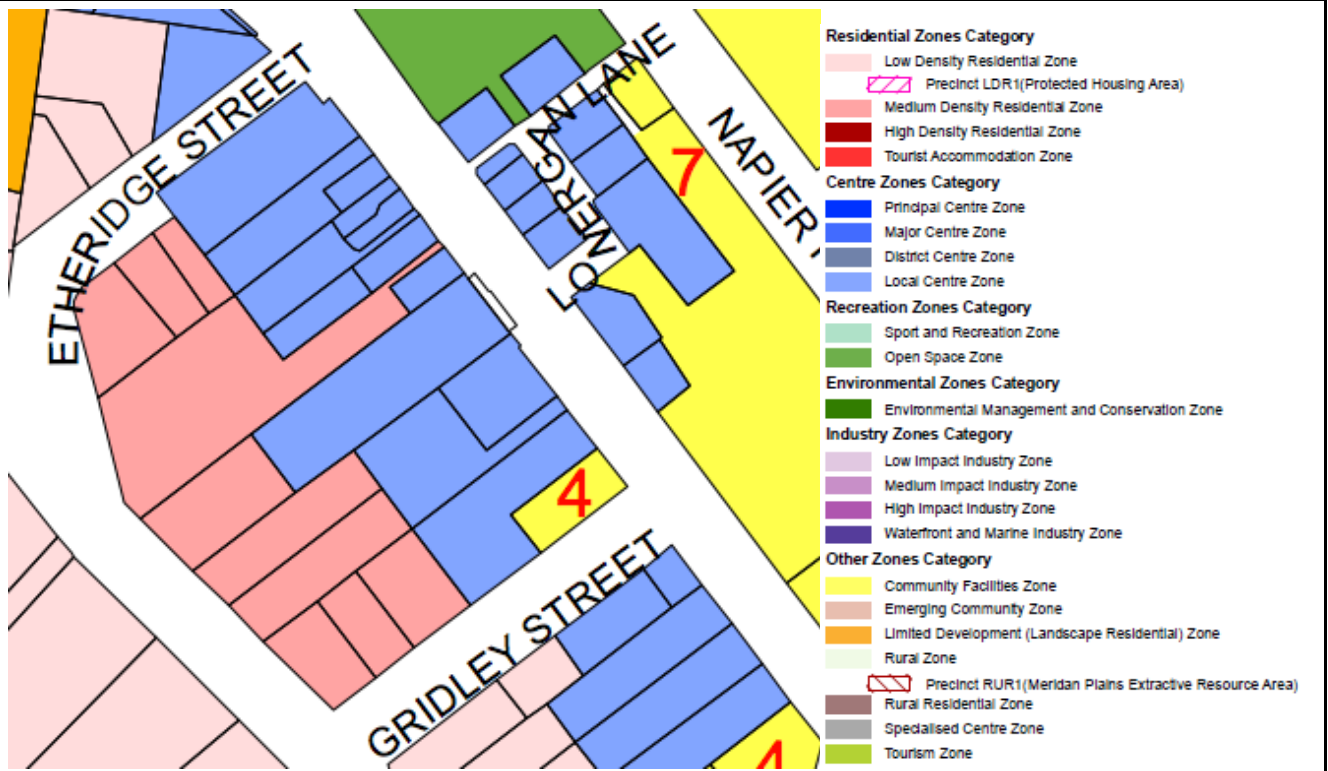 ETHERIDGE STREET
LONERGAN LANE
NAPIER
7
4
GRIDLEY STREET
4
Residential Zones Category
Low Density Residential Zone
Precinct LDR1(Protected Housing Area)
Medium Density Residential Zone
High Density Residential Zone
Tourist Accommodation Zone
Centre Zones Category
Principal Centre Zone
Major Centre Zone
District Centre Zone
Local Centre Zone
Recreation Zones Category
Sport and Recreation Zone
Open Space Zone
Environmental Zones Category
Environmental Management and Conservation Zone
Industry Zones Category
Low Impact Industry Zone
Medium Impact Industry Zone
High Impact Industry Zone
Waterfront and Marine Industry Zone
Other Zones Category
Community Facilities Zone
Emerging Community Zone
Limited Development (Landscape Residential) Zone
Rural Zone
Precinct RUR1(Meridan Plains Extractive Resource Area)
Rural Residential Zone
Specialised Centre Zone
Tourism Zone